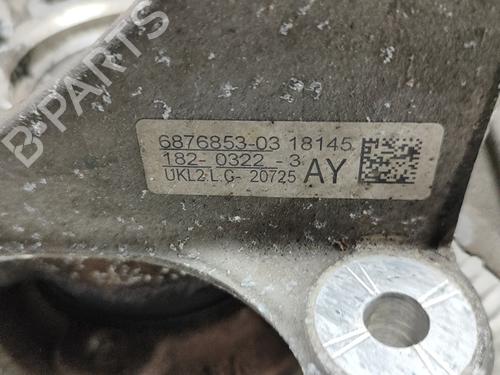 B-PARTS
6876853-03 18145
182-0322-3
UKL2 L.G- 20725 AY